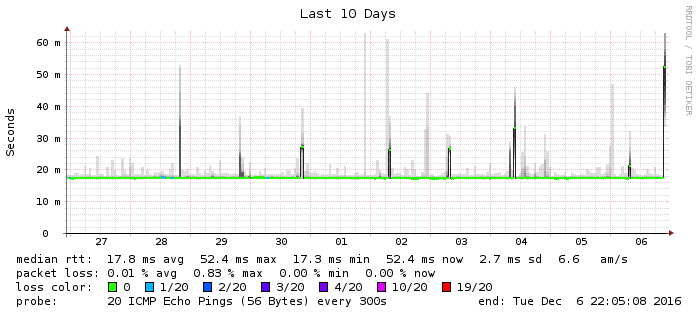 Last 10 Days
RRDTOOL / TOBI OETIKER
Seconds
60 m
50 m
40 m
30 m
20 m
10 m
0
27 28 29 30 01 02 03 04 05 06
median rtt: 17.8 ms avg 52.4 ms max 17.3 ms min 52.4 ms now 2.7 ms sd 6.6 am/s
packet loss: 0.01 % avg 0.83 % max 0.00 % min 0.00 % now
loss color: 0 1/20 2/20 3/20 4/20 10/20 19/20
probe: 20 ICMP Echo Pings (56 Bytes) every 300s end: Tue Dec 6 22:05:08 2016